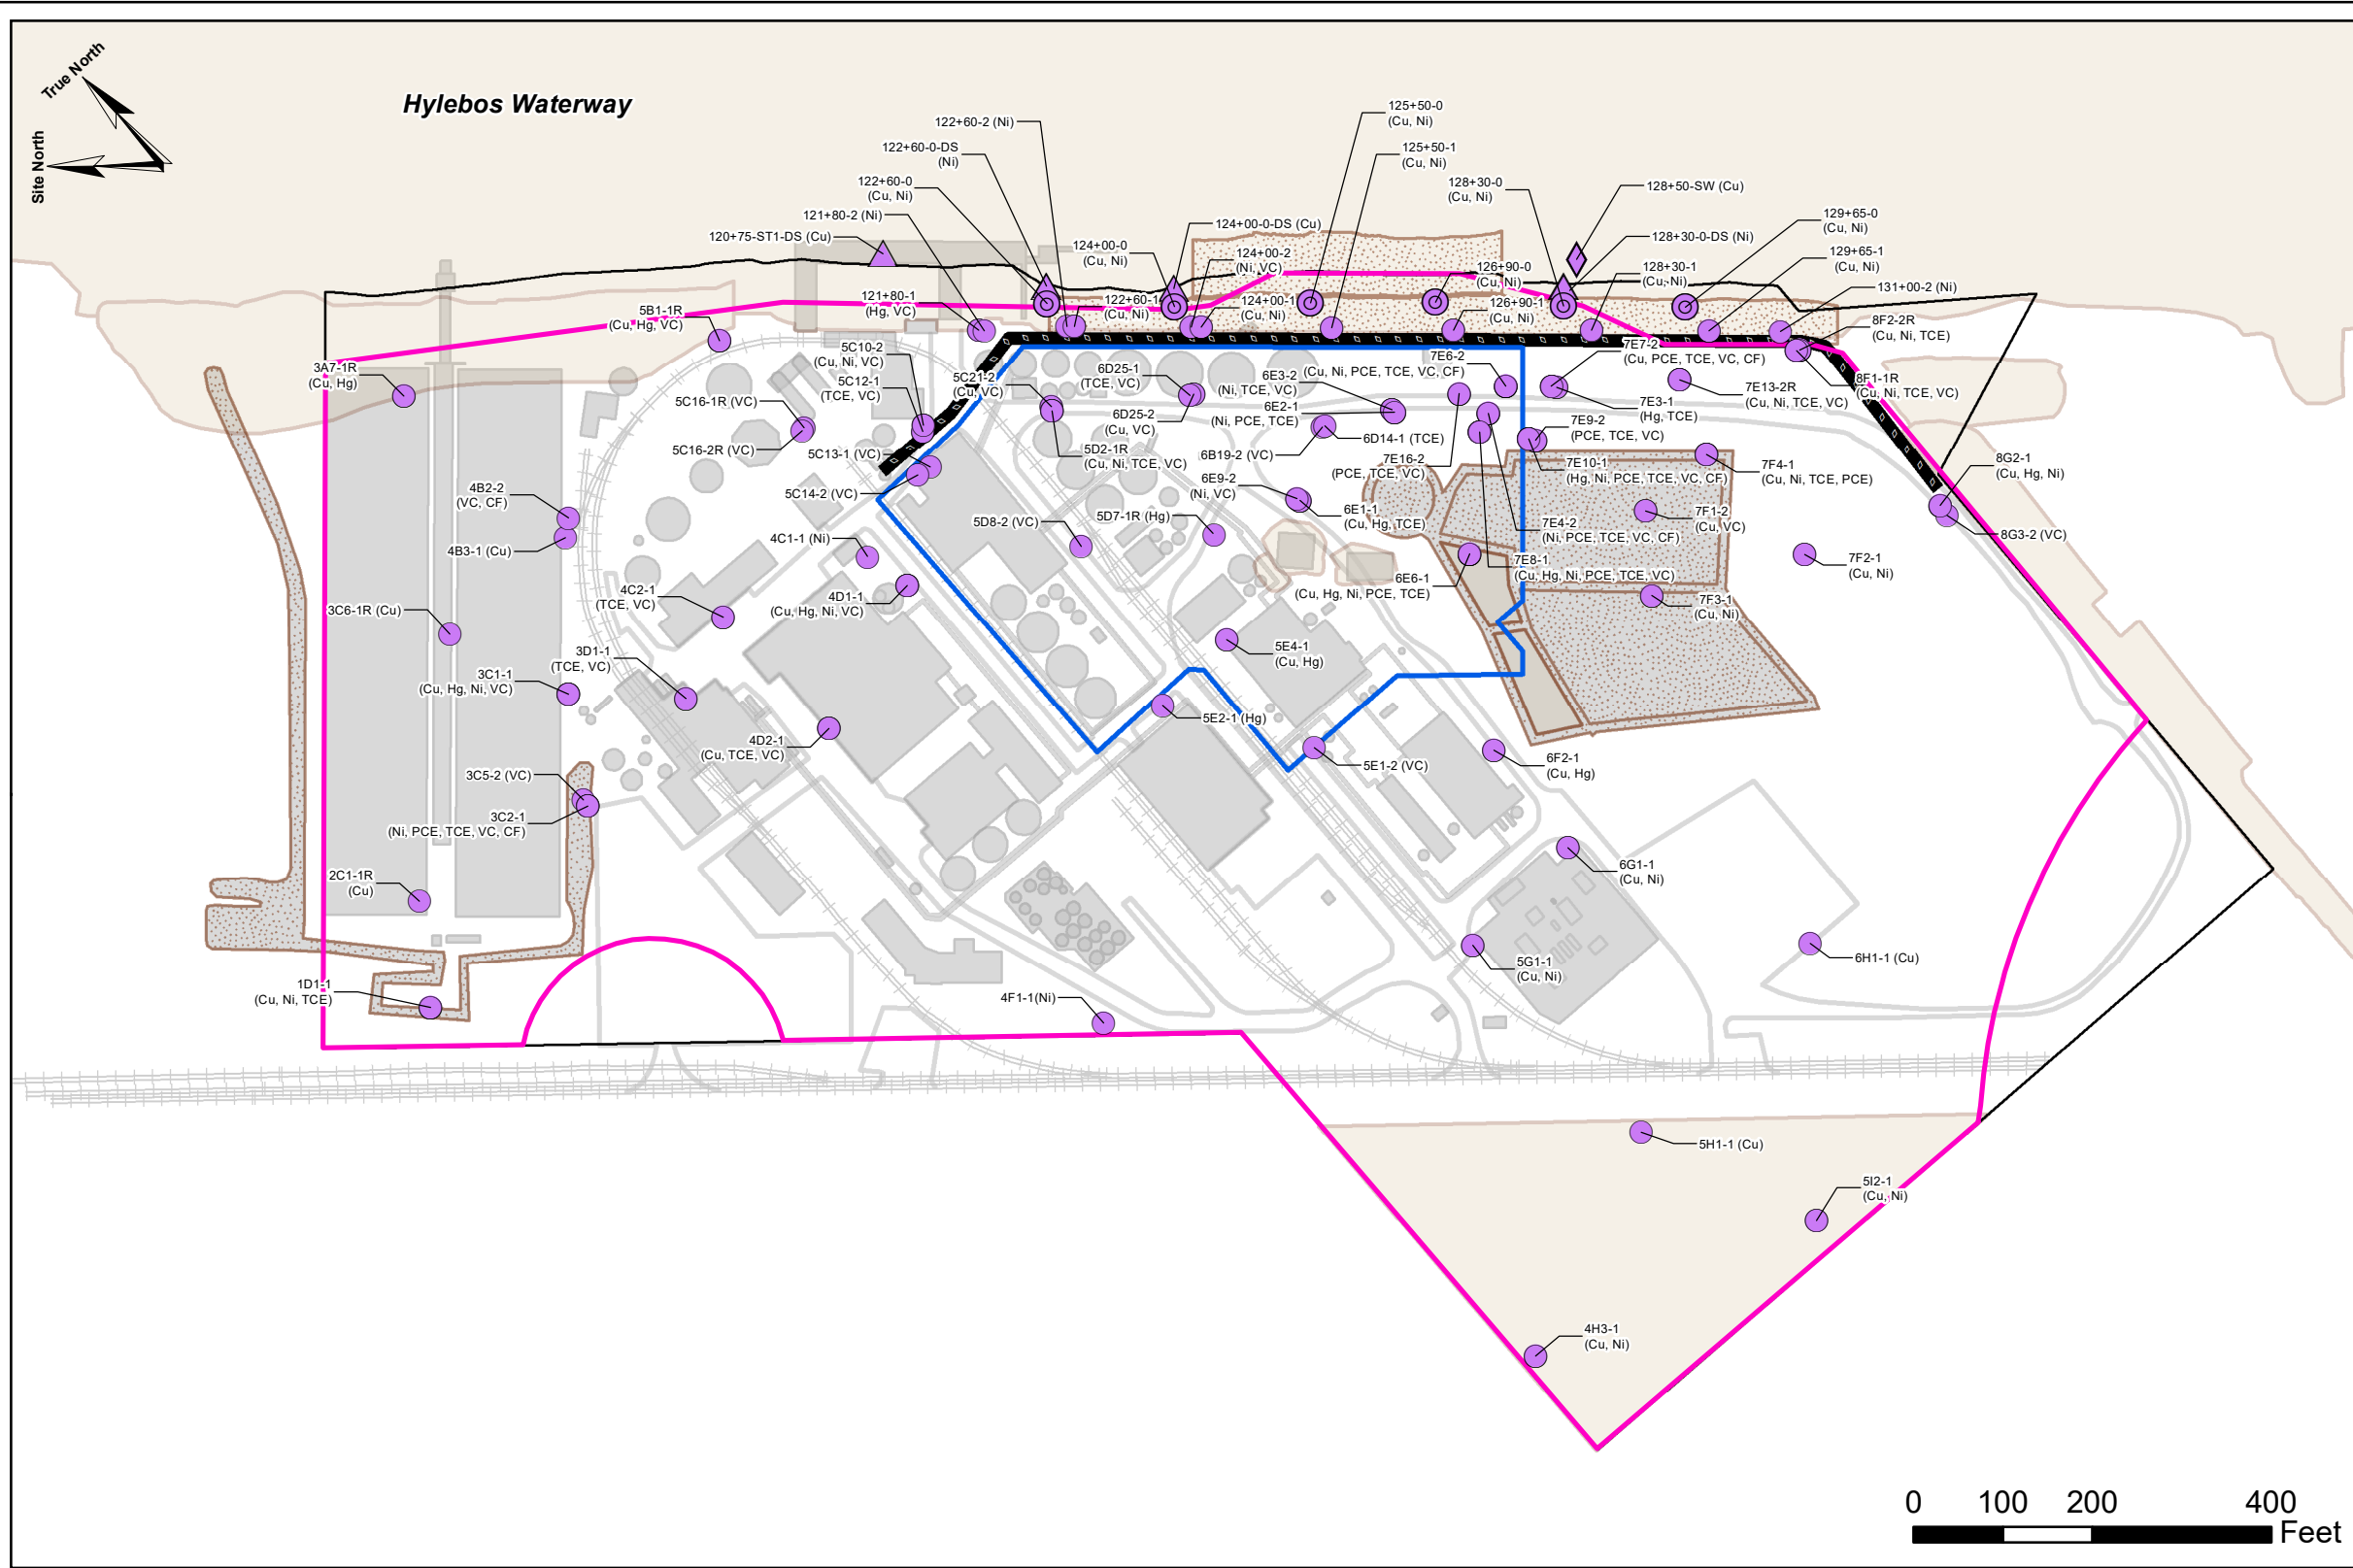 True North
Site North
Hylebos Waterway
125+50-0
(Cu, Ni)
122+60-2 (Ni)
122+60-0-DS
(Ni)
125+50-1
(Cu, Ni)
122+60-0
(Cu, Ni)
128+30-0
(Cu, Ni)
128+50-SW (Cu)
121+80-2 (Ni)
129+65-0
(Cu, Ni)
120+75-ST1-DS (Cu)
124+00-0-DS (Cu)
128+30-0-DS (Ni)
124+00-0
(Cu, Ni)
124+00-2
(Ni, VC)
129+65-1
(Cu, Ni)
126+90-0
(Cu, Ni)
128+30-1
(Cu, Ni)
131+00-2 (Ni)
121+80-1
(Hg, VC)
122+60-1
(Cu, Ni)
124+00-1
(Cu, Ni)
126+90-1
(Cu, Ni)
5B1-1R
(Cu, Hg, VC)
8F2-2R
(Cu, Ni, TCE)
5C10-2
(Cu, Ni, VC)
7E7-2
(Cu, PCE, TCE, VC, CF)
7E6-2
(Cu, Ni, PCE, TCE, VC, CF)
3A7-1R
(Cu, Hg)
5C12-1
(TCE, VC)
5C21-2
(Cu, VC)
6D25-1
(TCE, VC)
6E3-2
(Ni, TCE, VC)
8F1-1R
(Cu, Ni, TCE, VC)
7E13-2R
(Cu, Ni, TCE, VC)
5C16-1R (VC)
6D25-2
(Cu, VC)
6E2-1
(Ni, PCE, TCE)
7E3-1
(Hg, TCE)
7E9-2
(PCE, TCE, VC)
6D14-1 (TCE)
5C16-2R (VC)
5C13-1 (VC)
5D2-1R
(Cu, Ni, TCE, VC)
6B19-2 (VC)
7E16-2
(PCE, TCE, VC)
7E10-1
(Hg, Ni, PCE, TCE, VC, CF)
7F4-1
(Cu, Ni, TCE, PCE)
8G2-1
(Cu, Hg, Ni)
4B2-2
(VC, CF)
5C14-2 (VC)
6E9-2
(Ni, VC)
6E1-1
(Cu, Hg, TCE)
7F1-2
(Cu, VC)
5D8-2 (VC)
5D7-1R (Hg)
7E4-2
(Ni, PCE, TCE, VC, CF)
8G3-2 (VC)
4B3-1 (Cu)
4C1-1 (Ni)
7E8-1
(Cu, Hg, Ni, PCE, TCE, VC)
7F2-1
(Cu, Ni)
6E6-1
(Cu, Hg, Ni, PCE, TCE)
4C2-1
(TCE, VC)
4D1-1
(Cu, Hg, Ni, VC)
3C6-1R (Cu)
7F3-1
(Cu, Ni)
3D1-1
(TCE, VC)
5E4-1
(Cu, Hg)
3C1-1
(Cu, Hg, Ni, VC)
5E2-1 (Hg)
4D2-1
(Cu, TCE, VC)
5E1-2 (VC)
6F2-1
(Cu, Hg)
3C5-2 (VC)
3C2-1
(Ni, PCE, TCE, VC, CF)
6G1-1
(Cu, Ni)
2C1-1R
(Cu)
6H1-1 (Cu)
5G1-1
(Cu, Ni)
1D1-1
(Cu, Ni, TCE)
4F1-1(Ni)
5H1-1 (Cu)
5I2-1
(Cu, Ni)
4H3-1
(Cu, Ni)
0 100 200 400
Feet